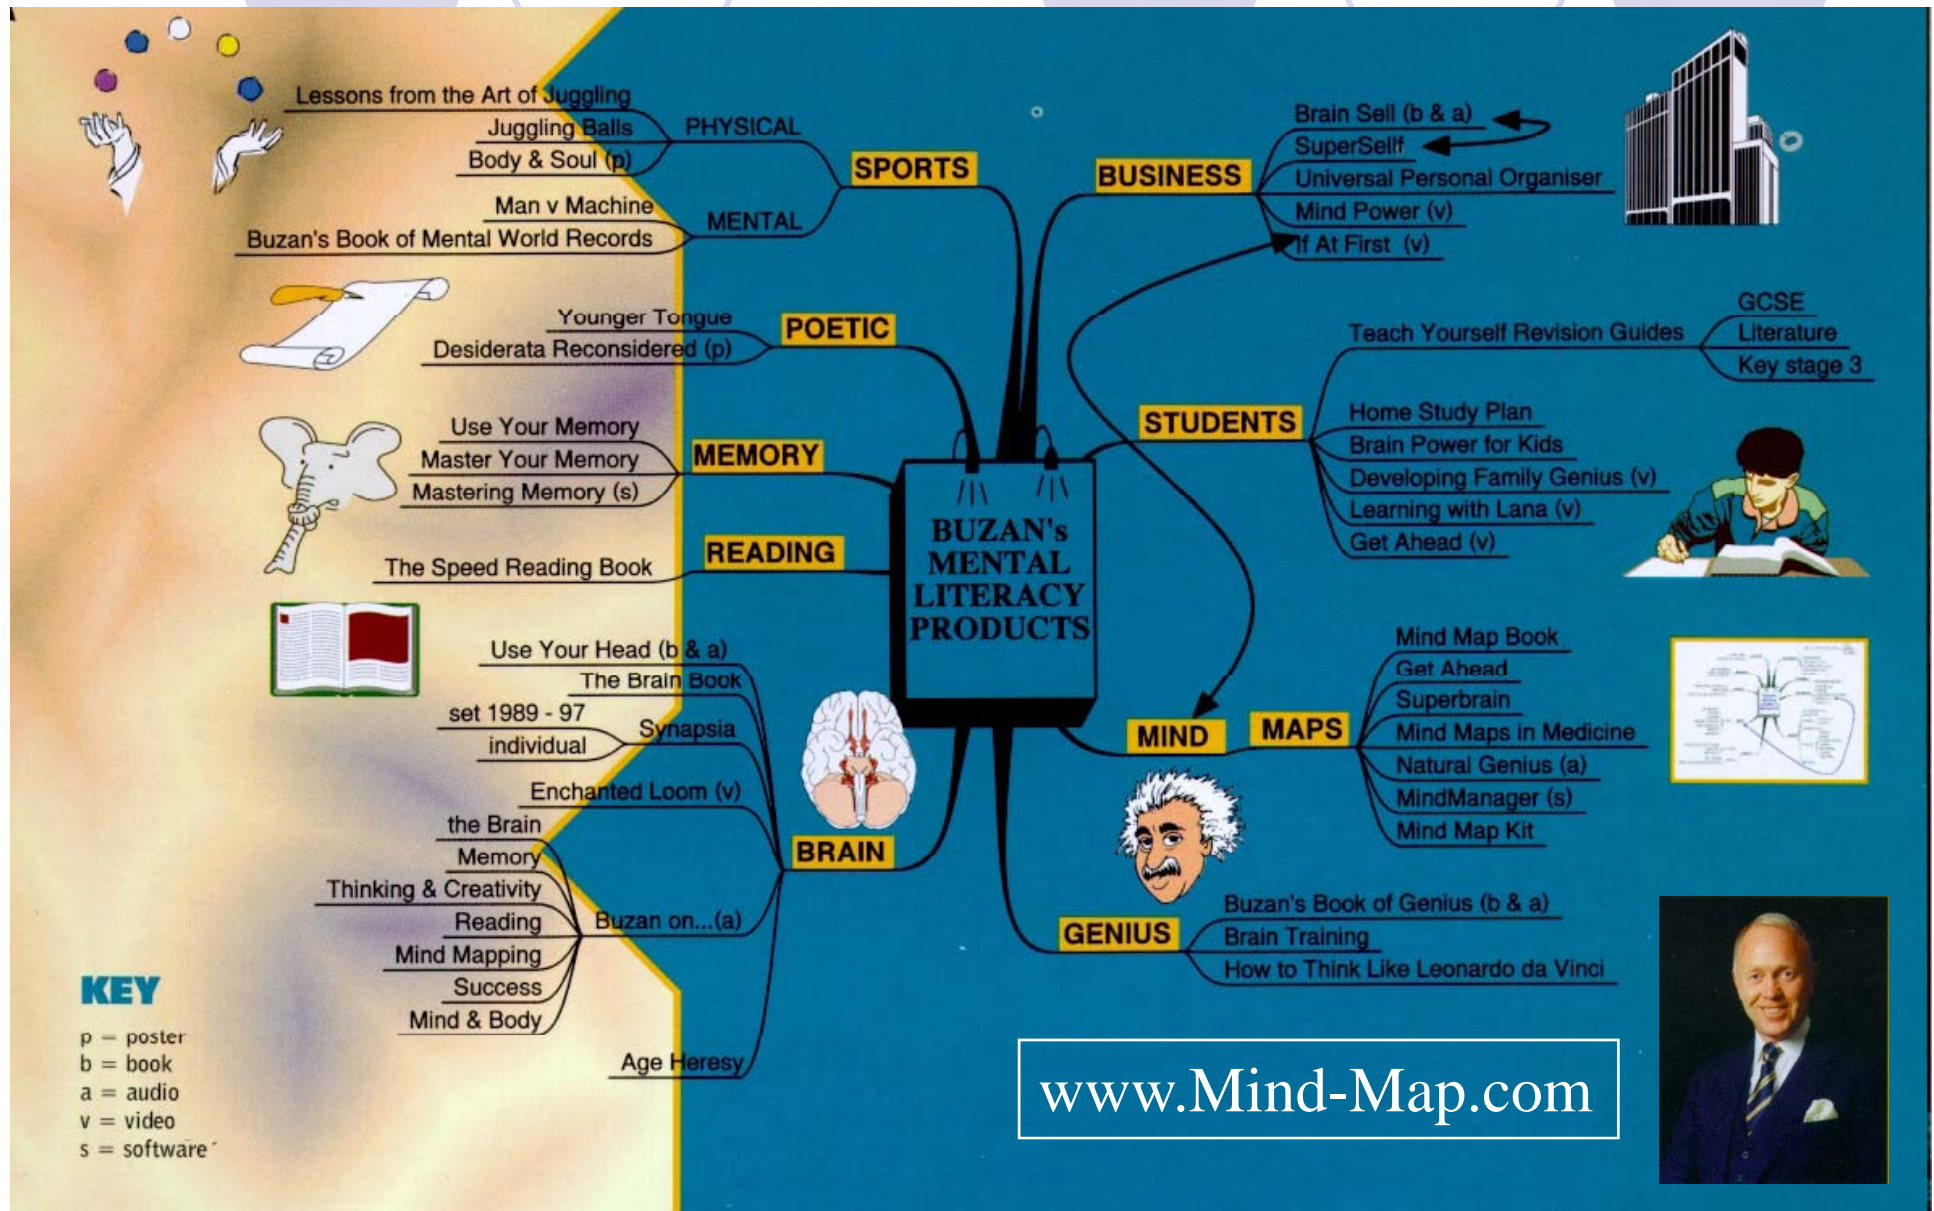 BUZAN's
MENTAL
LITERACY
PRODUCTS
SPORTS
PHYSICAL
Lessons from the Art of Juggling
Juggling Balls
Body & Soul (p)
MENTAL
Man v Machine
Buzan's Book of Mental World Records
POETIC
Younger Tongue
Desiderata Reconsidered (p)
MEMORY
Use Your Memory
Master Your Memory
Mastering Memory (s)
READING
The Speed Reading Book
BRAIN
Use Your Head (b & a)
The Brain Book
Synapsia
set 1989 - 97
individual
Enchanted Loom (v)
Buzan on...(a)
the Brain
Memory
Thinking & Creativity
Reading
Mind Mapping
Success
Mind & Body
Age Heresy
BUSINESS
Brain Sell (b & a)
SuperSellf
Universal Personal Organiser
Mind Power (v)
If At First (v)
STUDENTS
Teach Yourself Revision Guides
GCSE
Literature
Key stage 3
Home Study Plan
Brain Power for Kids
Developing Family Genius (v)
Learning with Lana (v)
Get Ahead (v)
MIND MAPS
Mind Map Book
Get Ahead
Superbrain
Mind Maps in Medicine
Natural Genius (a)
MindManager (s)
Mind Map Kit
GENIUS
Buzan's Book of Genius (b & a)
Brain Training
How to Think Like Leonardo da Vinci
KEY
p = poster
b = book
a = audio
v = video
s = software
www.Mind-Map.com